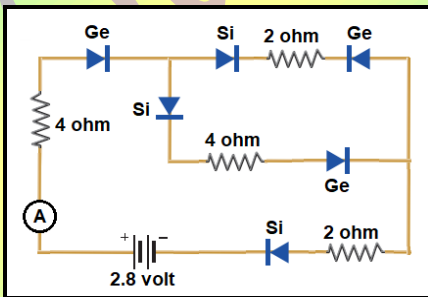 Ge Si 2 ohm Ge
Si
4 ohm
4 ohm
Ge
A
Si
2 ohm
+ −
2.8 volt